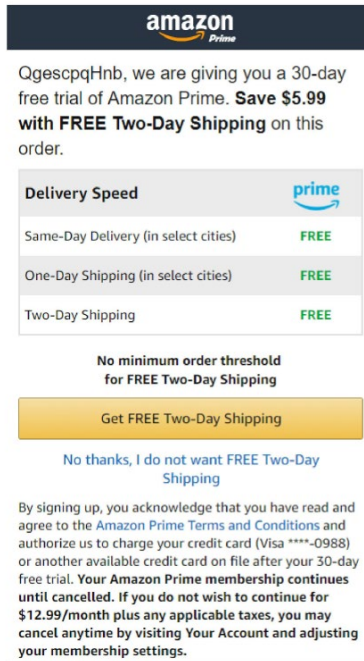 amazon
Prime
QgescpqHnb, we are giving you a 30-day
free trial of Amazon Prime. Save $5.99
with FREE Two-Day Shipping on this
order.
Delivery Speed prime
Same-Day Delivery (in select cities) FREE
One-Day Shipping (in select cities) FREE
Two-Day Shipping FREE
No minimum order threshold
for FREE Two-Day Shipping
Get FREE Two-Day Shipping
No thanks, I do not want FREE Two-Day
Shipping
By signing up, you acknowledge that you have read and
agree to the Amazon Prime Terms and Conditions and
authorize us to charge your credit card (Visa ****-0988)
or another available credit card on file after your 30-day
free trial. Your Amazon Prime membership continues
until cancelled. If you do not wish to continue for
$12.99/month plus any applicable taxes, you may
cancel anytime by visiting Your Account and adjusting
your membership settings.